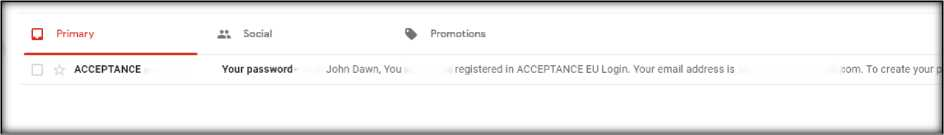 Primary Social Promotions
ACCEPTANCE Your password John Dawn, You registered in ACCEPTANCE EU Login. Your email address is com. To create your p